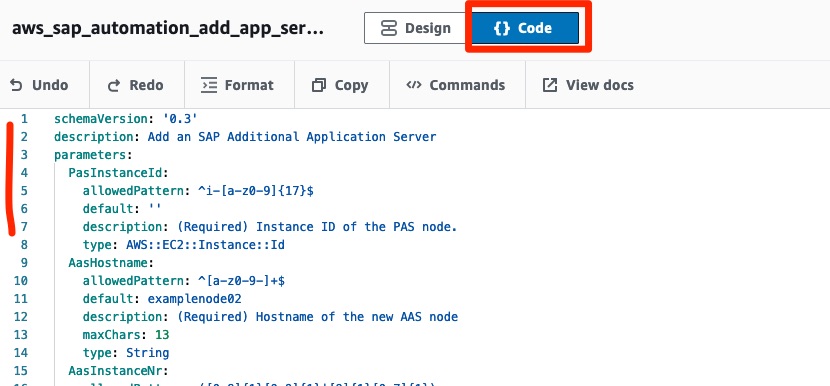 aws_sap_automation_add_app_ser...
Design
{} Code
Undo
Redo
Format
Copy
Commands
View docs
1 schemaVersion: '0.3'
2 description: Add an SAP Additional Application Server
3 parameters:
4 PasInstanceId:
5 allowedPattern: ^i-[a-z0-9]{17}$
6 default: ''
7 description: (Required) Instance ID of the PAS node.
8 type: AWS::EC2::Instance::Id
9 AasHostname:
10 allowedPattern: ^[a-z0-9-]+$
11 default: examplenode02
12 description: (Required) Hostname of the new AAS node
13 maxChars: 13
14 type: String
15 AasInstanceNr: